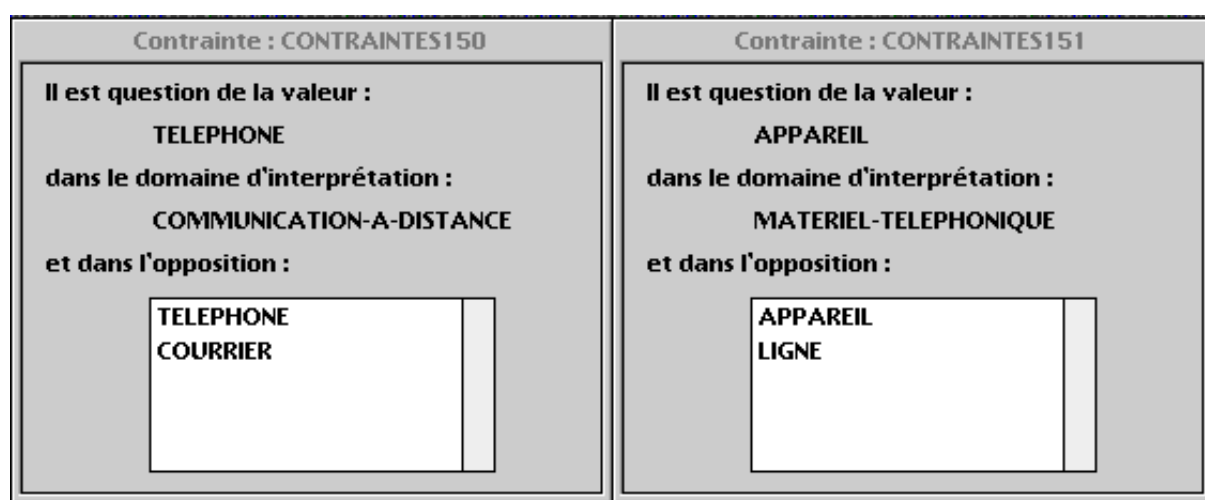 Contrainte : CONTRAINTES150
Il est question de la valeur :
TELEPHONE
dans le domaine d'interprétation :
COMMUNICATION-A-DISTANCE
et dans l'opposition :
TELEPHONE
COURRIER
Contrainte : CONTRAINTES151
Il est question de la valeur :
APPAREIL
dans le domaine d'interprétation :
MATERIEL-TELEPHONIQUE
et dans l'opposition :
APPAREIL
LIGNE